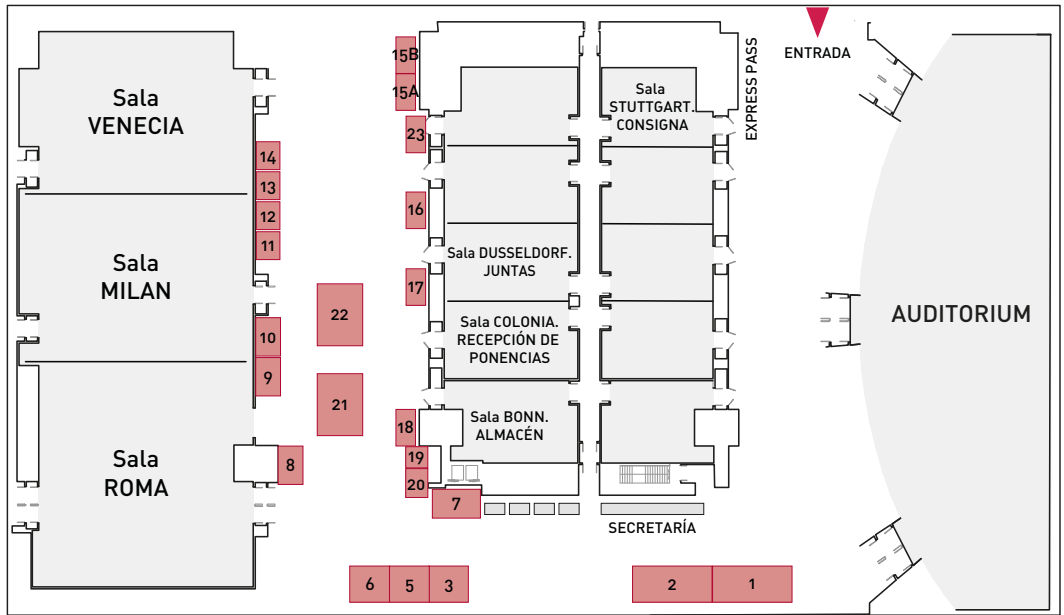 ENTRADA
EXPRESS PASS
15B
15A
23
16
17
18
19
20
7
Sala
VENECIA
14
13
12
11
Sala
MILAN
10
9
22
21
Sala
ROMA
8
Sala
STUTTGART.
CONSIGNA
Sala DUSSELDORF.
JUNTAS
Sala COLONIA.
RECEPCIÓN DE
PONENCIAS
Sala BONN.
ALMACÉN
AUDITORIUM
SECRETARÍA
6
5
3
2
1